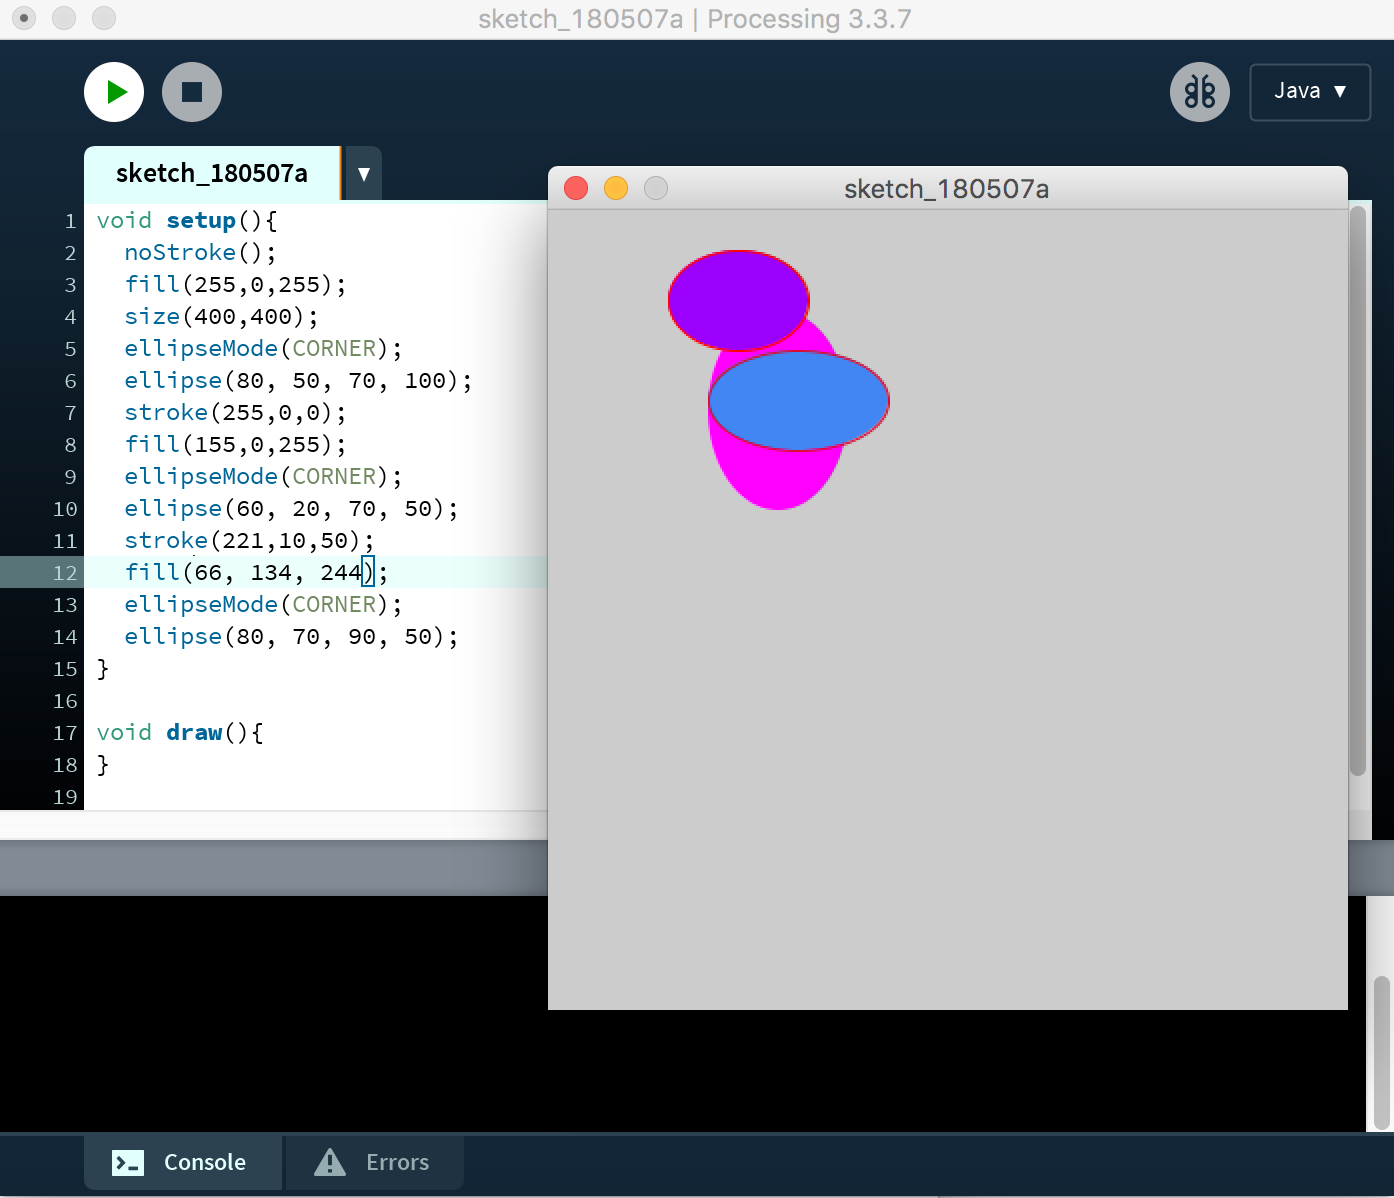 sketch_180507a | Processing 3.3.7
Java ▼
sketch_180507a ▼
sketch_180507a
1 void setup(){
2   noStroke();
3   fill(255,0,255);
4   size(400,400);
5   ellipseMode(CORNER);
6   ellipse(80, 50, 70, 100);
7   stroke(255,0,0);
8   fill(155,0,255);
9   ellipseMode(CORNER);
10   ellipse(60, 20, 70, 50);
11   stroke(221,10,50);
12   fill(66, 134, 244);
13   ellipseMode(CORNER);
14   ellipse(80, 70, 90, 50);
15 }
16
17 void draw(){
18 }
19
Console Errors